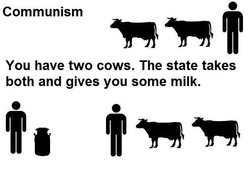 Communism
You have two cows. The state takes
both and gives you some milk.